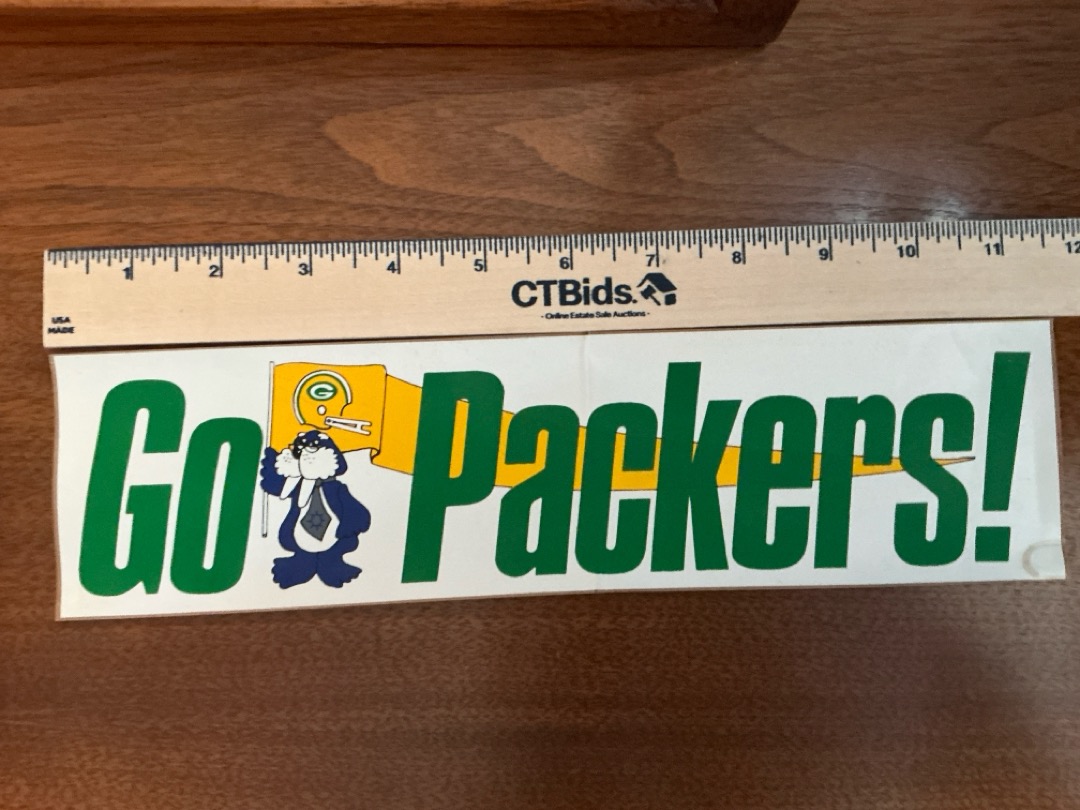 1 2 3 4 5 6 7 8 9 10 11 12
CTBids.
- Online Estate Sale Auctions -
USA
MADE
G
Go Packers!